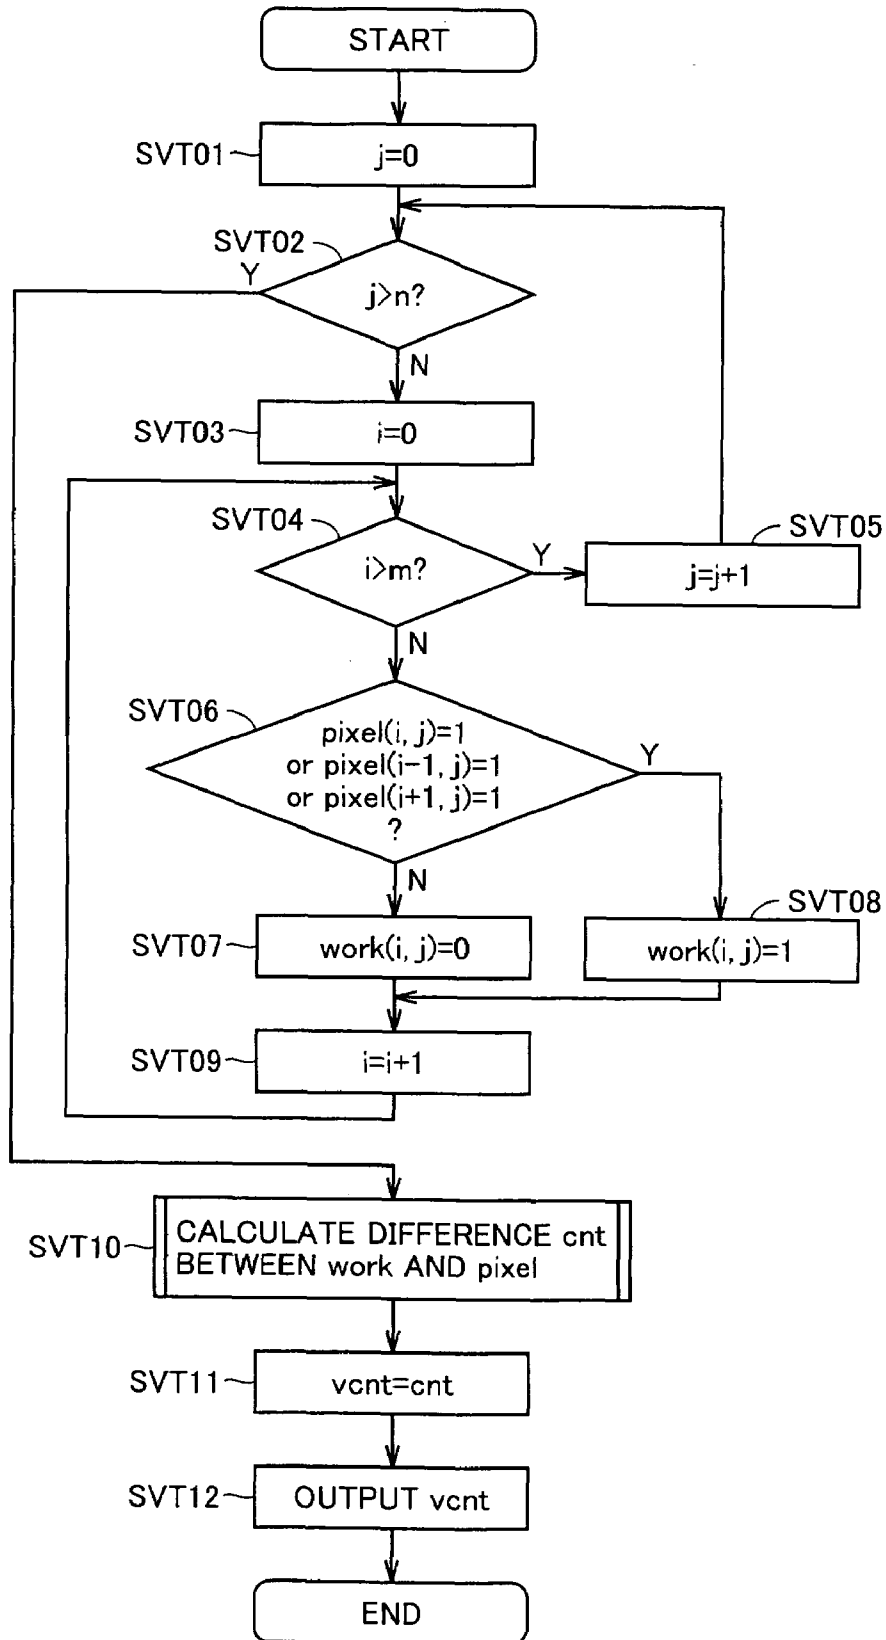 START
SVT01
j=0
SVT02
Y
j>n?
N
SVT03
i=0
SVT04
i>m?
Y
SVT05
j=j+1
N
SVT06
pixel(i, j)=1
or pixel(i-1, j)=1
or pixel(i+1, j)=1
?
Y
N
SVT07
work(i, j)=0
SVT08
work(i, j)=1
SVT09
i=i+1
SVT10
CALCULATE DIFFERENCE cnt
BETWEEN work AND pixel
SVT11
vcnt=cnt
SVT12
OUTPUT vcnt
END